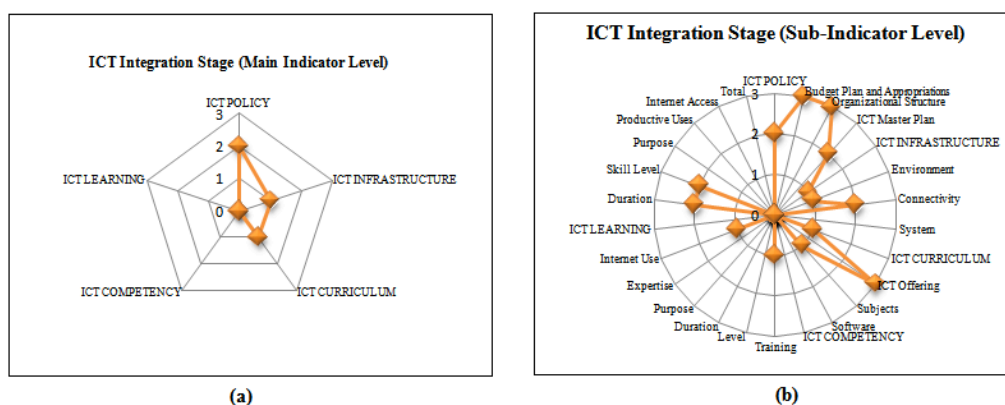 ICT Integration Stage (Main Indicator Level)
ICT POLICY
3
2
1
0
ICT LEARNING
ICT INFRASTRUCTURE
ICT COMPETENCY
ICT CURRICULUM
(a)
ICT Integration Stage (Sub-Indicator Level)
ICT POLICY
Total
Budget Plan and Appropriations
Internet Access
Organizational Structure
Productive Uses
ICT Master Plan
Purpose
ICT INFRASTRUCTURE
Skill Level
Environment
Duration
Connectivity
ICT LEARNING
System
Internet Use
ICT CURRICULUM
Expertise
ICT Offering
Purpose
Subjects
Duration
Software
Level
ICT COMPETENCY
Training
3
2
1
0
(b)